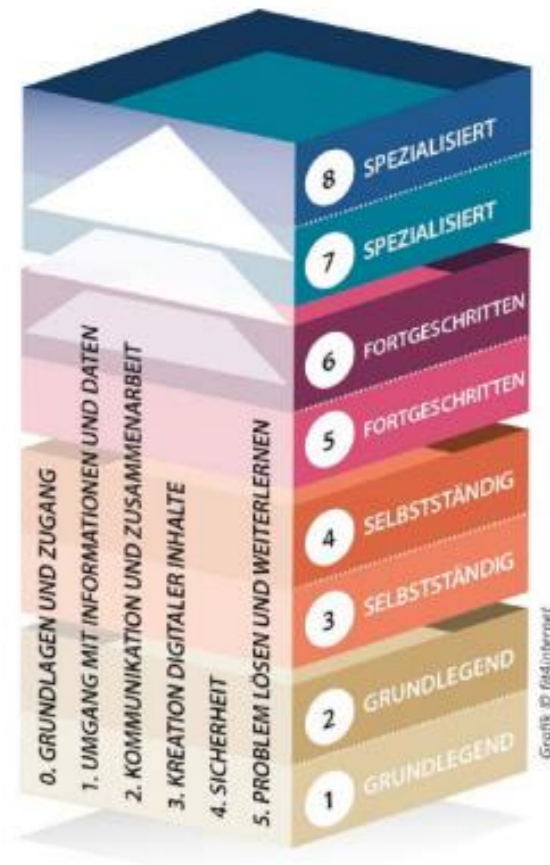 8 SPEZIALISIERT
7 SPEZIALISIERT
6 FORTGESCHRITTEN
5 FORTGESCHRITTEN
4 SELBSTSTÄNDIG
3 SELBSTSTÄNDIG
2 GRUNDLEGEND
1 GRUNDLEGEND
0. GRUNDLAGEN UND ZUGANG
1. UMGANG MIT INFORMATIONEN UND DATEN
2. KOMMUNIKATION UND ZUSAMMENARBEIT
3. KREATION DIGITALER INHALTE
4. SICHERHEIT
5. PROBLEM LÖSEN UND WEITERLERNEN
Grafik © fit4internet